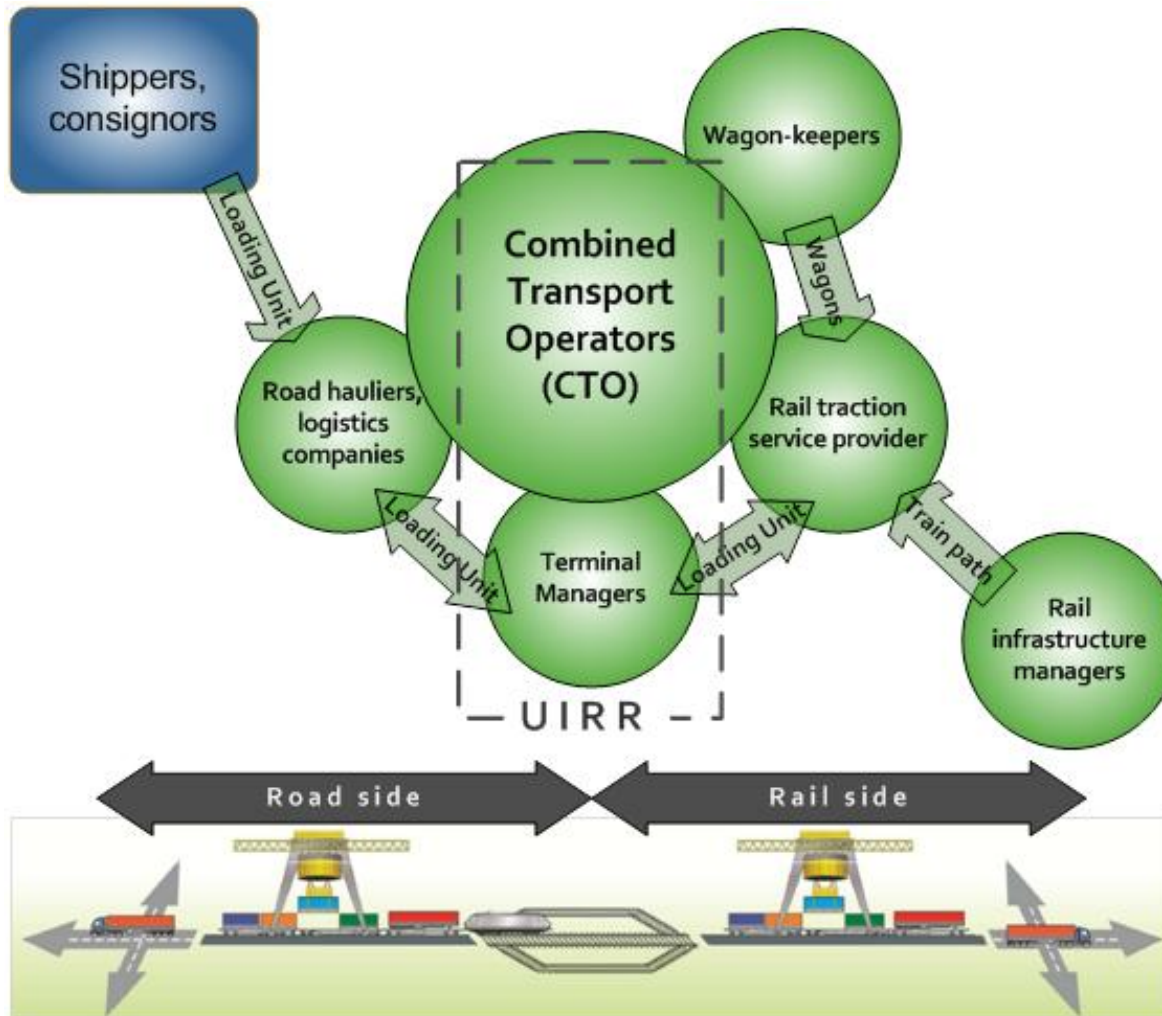 Shippers,
consignors
Loading Unit
Wagon-keepers
Combined
Transport
Operators
(CTO)
Wagons
Road hauliers,
logistics
companies
Rail traction
service provider
Loading Unit
Terminal
Managers
Loading Unit
Train path
Rail
infrastructure
managers
UIRR
Road side
Rail side